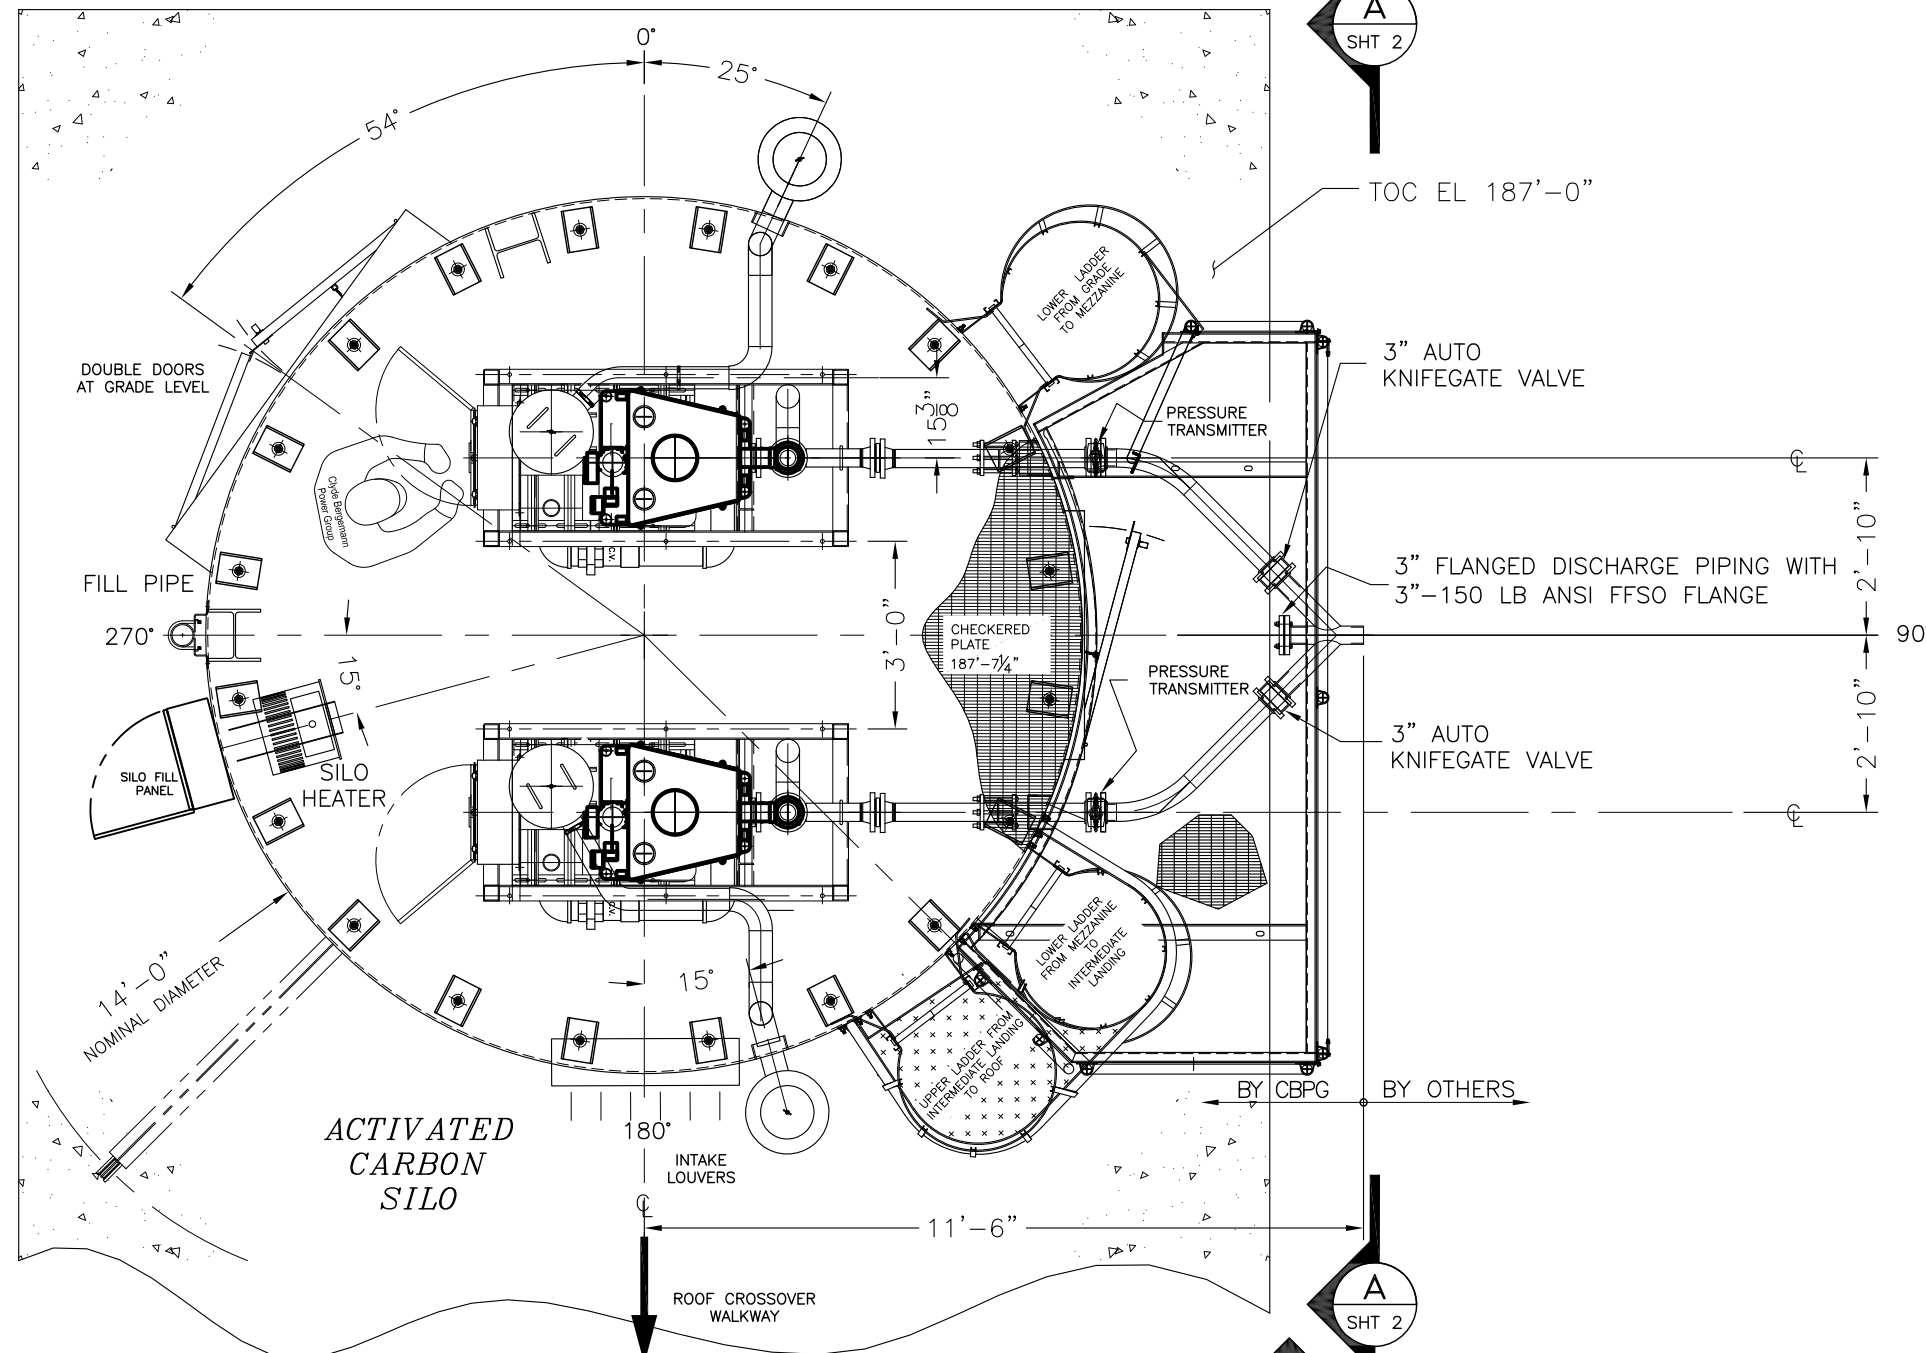 A
SHT 2
0°
25°
54°
TOC EL 187'-0"
LOWER LADDER
FROM GRADE
TO MEZZANINE
DOUBLE DOORS
AT GRADE LEVEL
3" AUTO
KNIFEGATE VALVE
15 3/8"
PRESSURE
TRANSMITTER
℄
Clyde Bergemann
Power Group
C.V.
2'-10"
FILL PIPE
3" FLANGED DISCHARGE PIPING WITH
3"-150 LB ANSI FFSO FLANGE
270°
3'-0"
CHECKERED
PLATE
187'-7 1/4"
90
15°
PRESSURE
TRANSMITTER
2'-10"
3" AUTO
KNIFEGATE VALVE
SILO FILL
PANEL
SILO
HEATER
℄
C.V.
14'-0"
NOMINAL DIAMETER
15°
LOWER LADDER
FROM MEZZANINE
TO
INTERMEDIATE
LANDING
UPPER LADDER FROM
INTERMEDIATE LANDING
TO ROOF
BY CBPG
BY OTHERS
ACTIVATED
CARBON
SILO
180°
INTAKE
LOUVERS
℄
11'-6"
ROOF CROSSOVER
WALKWAY
A
SHT 2